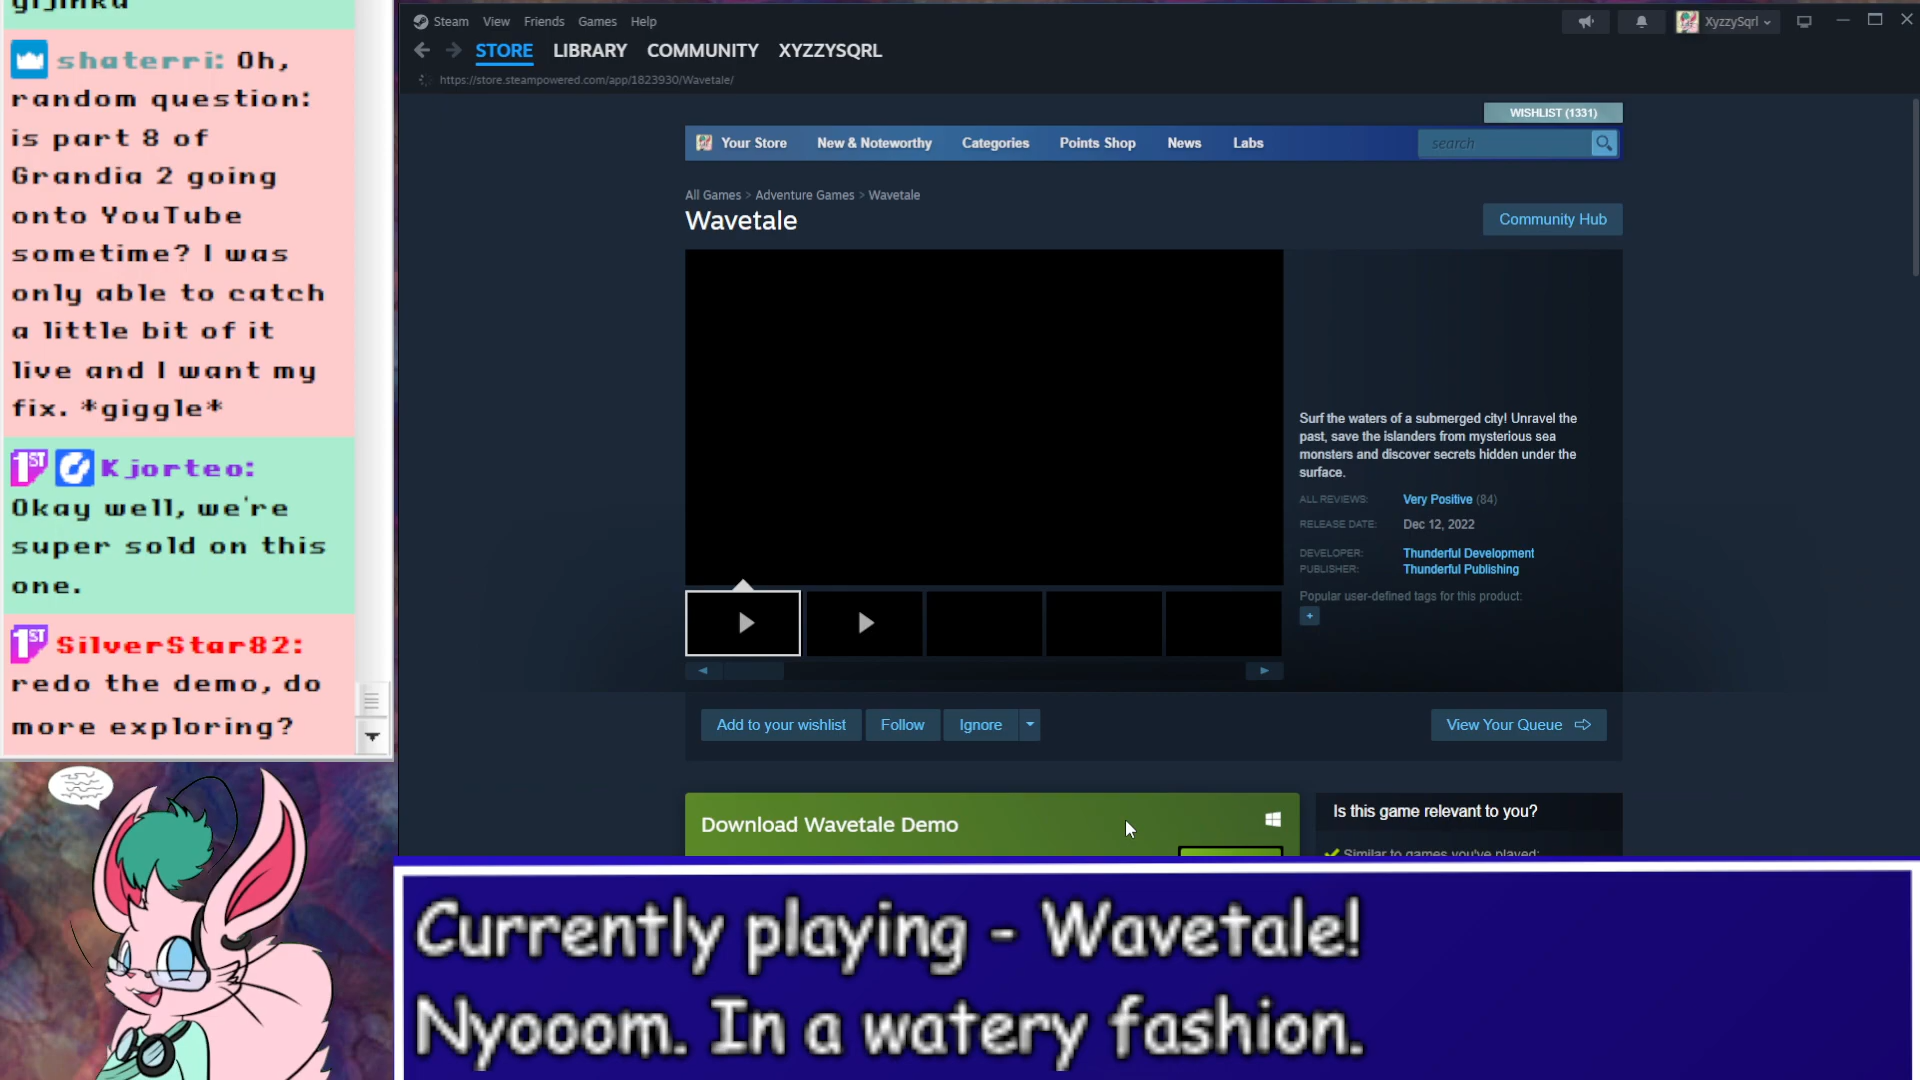 shaterri: Oh,
random question:
is part 8 of
Grandia 2 going
onto YouTube
sometime? I was
only able to catch
a little bit of it
live and I want my
fix. *giggle*
1ST Kjorteo:
Okay well, we're
super sold on this
one.
1ST SilverStar82:
redo the demo, do
more exploring?
Steam View Friends Games Help
XyzzySqrl
STORE LIBRARY COMMUNITY XYZZYSQRL
https://store.steampowered.com/app/1823930/Wavetale/
WISHLIST (1331)
Your Store New & Noteworthy Categories Points Shop News Labs
search
All Games > Adventure Games > Wavetale
Wavetale
Community Hub
Surf the waters of a submerged city! Unravel the
past, save the islanders from mysterious sea
monsters and discover secrets hidden under the
surface.
ALL REVIEWS: Very Positive (84)
RELEASE DATE: Dec 12, 2022
DEVELOPER: Thunderful Development
PUBLISHER: Thunderful Publishing
Popular user-defined tags for this product:
+
Add to your wishlist Follow Ignore
View Your Queue
Download Wavetale Demo
Is this game relevant to you?
Similar to games you've played:
Currently playing - Wavetale!
Nyooom. In a watery fashion.